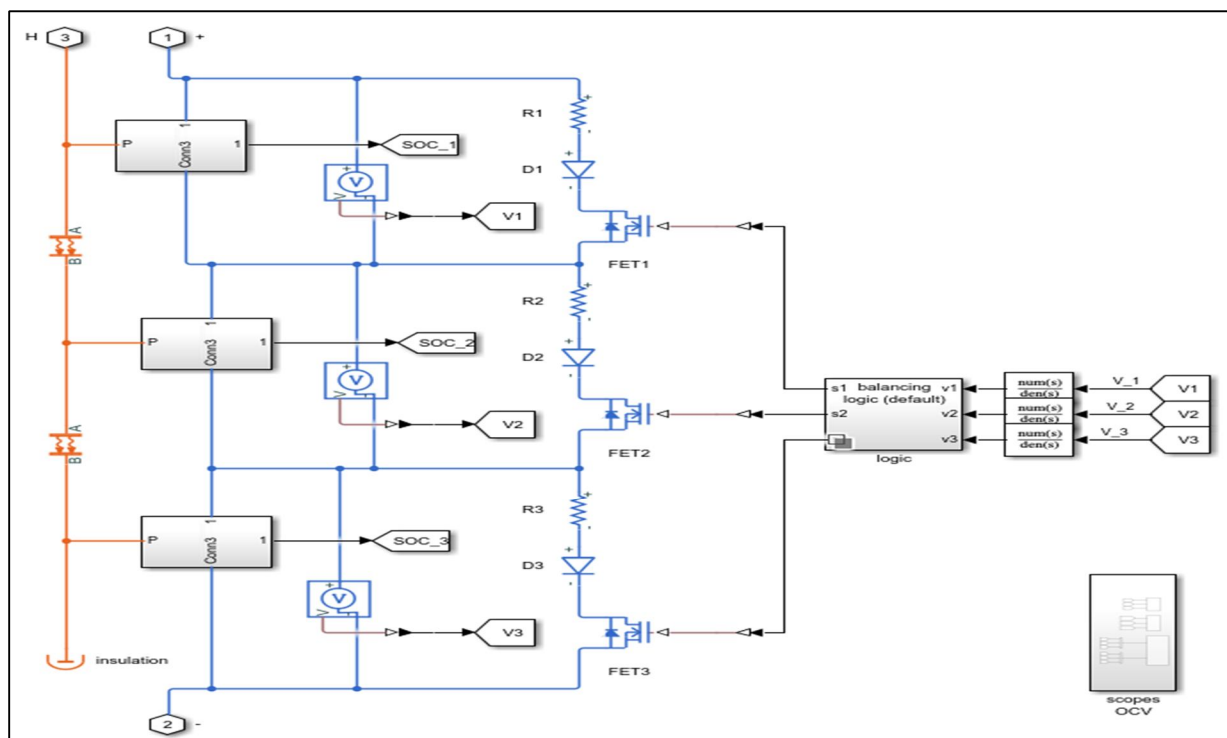 H 3 1 +
R1
1
P Conn3 1 SOC_1
+
V
D1
V
V1
A
B
FET1
R2
1
P Conn3 1 SOC_2
+
V
D2
V
V2
A
B
FET2
s1 balancing v1 num(s) V_1 V1
logic (default) den(s)
s2 v2 num(s) V_2 V2
den(s)
v3 num(s) V_3 V3
den(s)
logic
R3
1
P Conn3 1 SOC_3
+
V
D3
V
V3
insulation
FET3
2 -
scopes
OCV